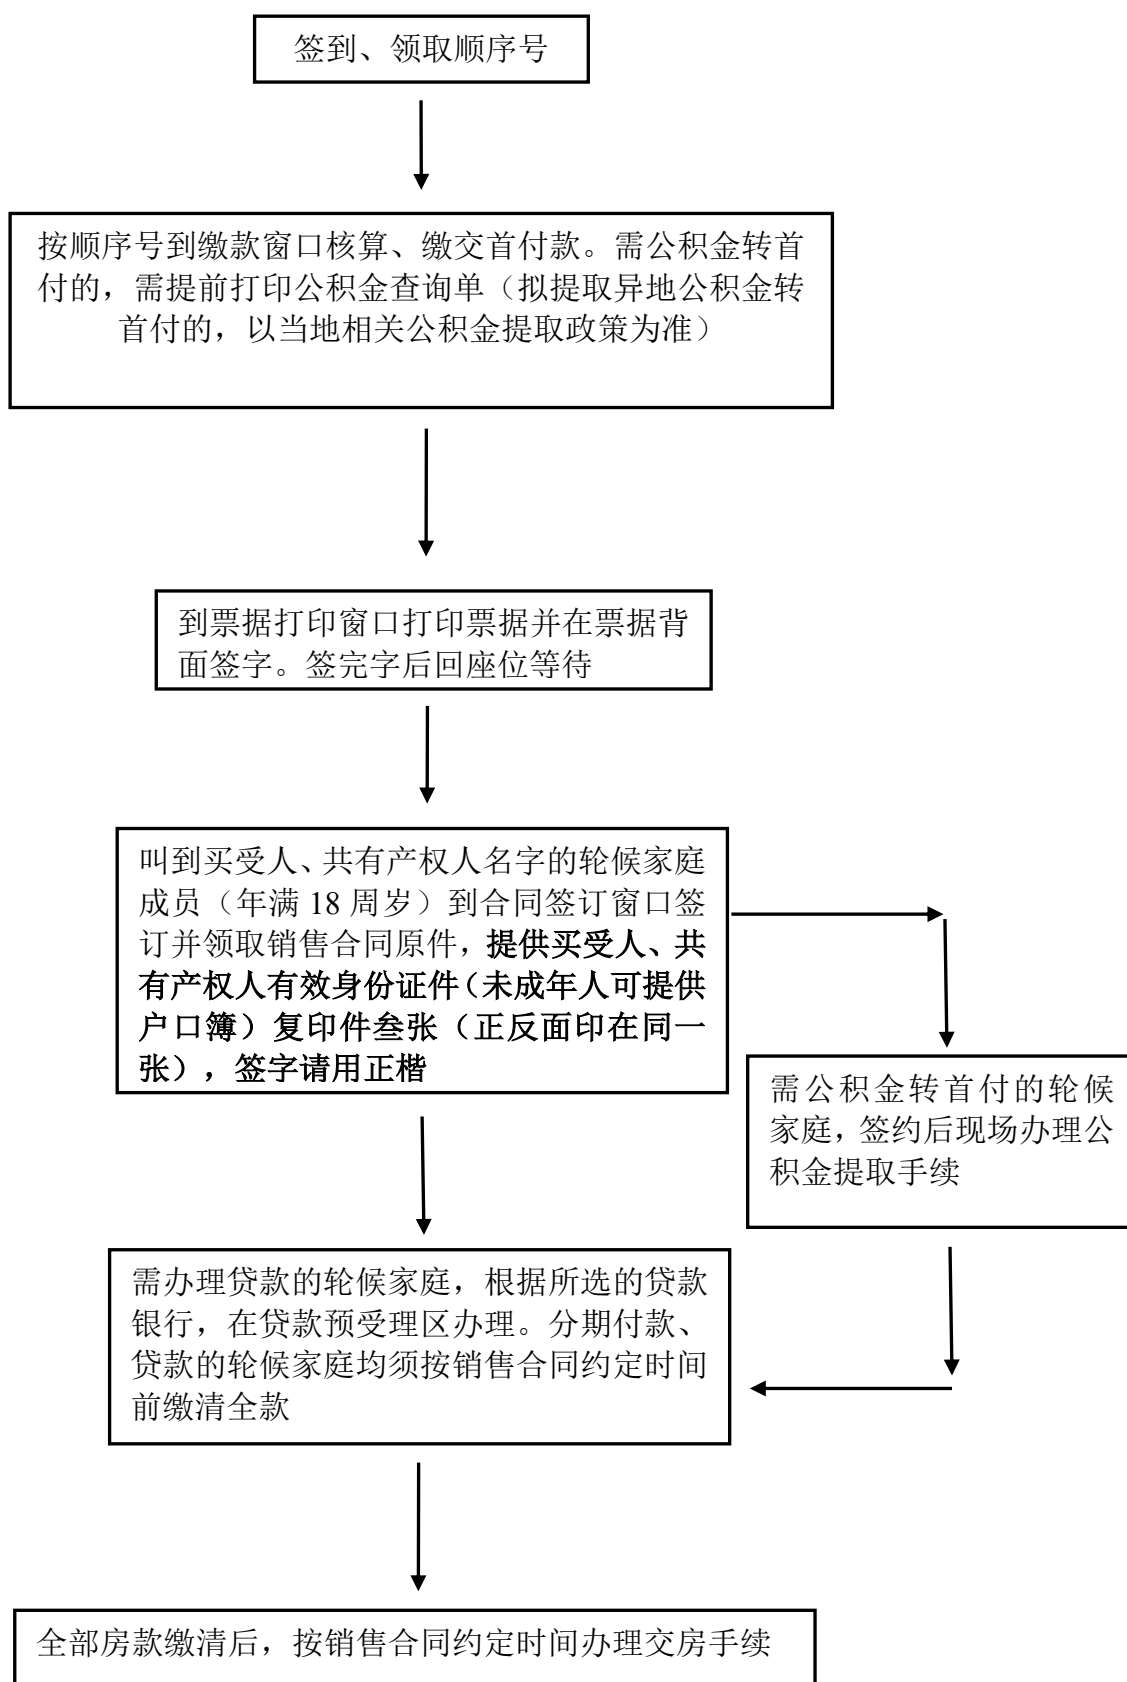 签到、领取顺序号
按顺序号到缴款窗口核算、缴交首付款。需公积金转首
付的，需提前打印公积金查询单（拟提取异地公积金转
首付的，以当地相关公积金提取政策为准）
到票据打印窗口打印票据并在票据背
面签字。签完字后回座位等待
叫到买受人、共有产权人名字的轮候家庭
成员（年满 18 周岁）到合同签订窗口签
订并领取销售合同原件，提供买受人、共
有产权人有效身份证件（未成年人可提供
户口簿）复印件叁张（正反面印在同一
张），签字请用正楷
需公积金转首付的轮候
家庭，签约后现场办理公
积金提取手续
需办理贷款的轮候家庭，根据所选的贷款
银行，在贷款预受理区办理。分期付款、
贷款的轮候家庭均须按销售合同约定时间
前缴清全款
全部房款缴清后，按销售合同约定时间办理交房手续